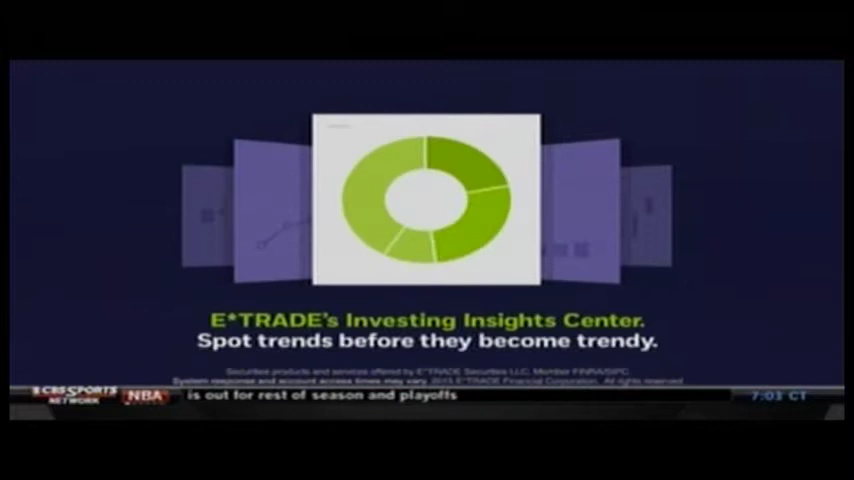 E*TRADE's Investing Insights Center.
Spot trends before they become trendy.
Securities products and services offered by E*TRADE Securities LLC, Member FINRA/SIPC.
System response and account access times may vary. 2015 E*TRADE Financial Corporation. All rights reserved
CBS SPORTS
NETWORK
NBA
is out for rest of season and playoffs
7:03 CT